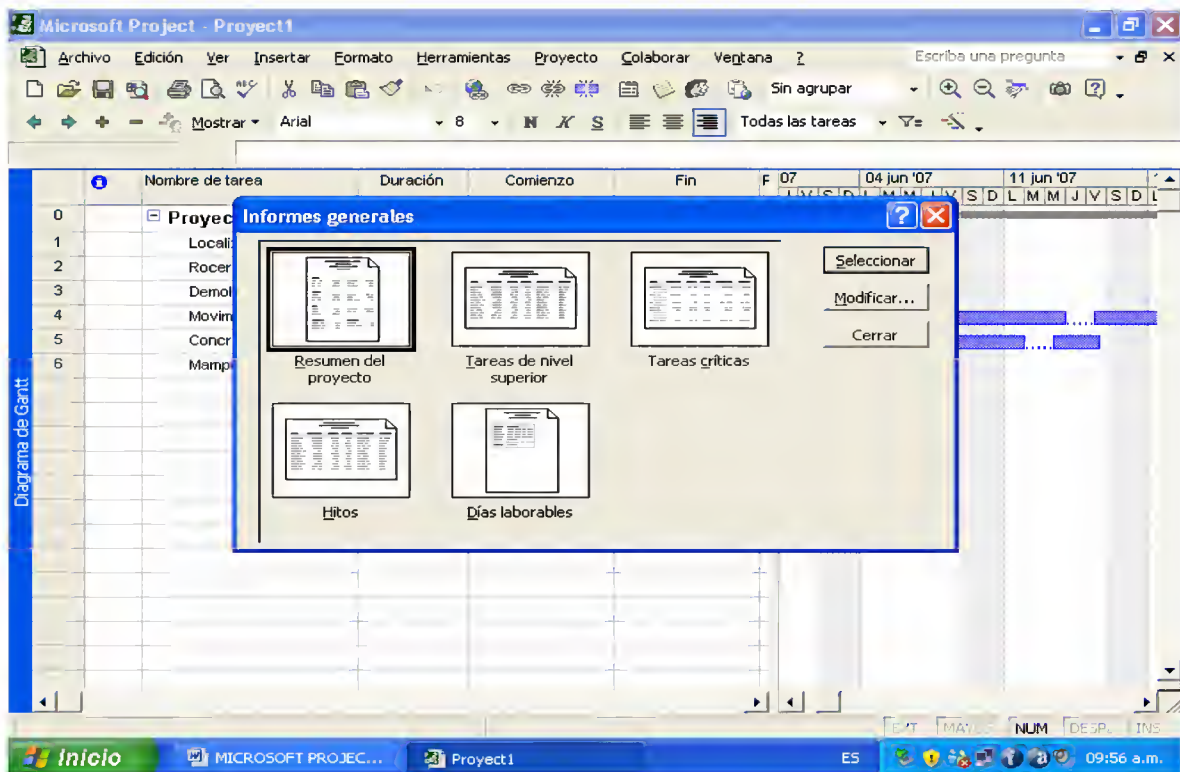 Microsoft Project - Proyect1
Archivo Edición Ver Insertar Formato Herramientas Proyecto Colaborar Ventana ? Escriba una pregunta
Sin agrupar
Mostrar Arial 8 N K S Todas las tareas
Nombre de tarea Duración Comienzo Fin F 07 04 jun '07 11 jun '07
S D L M M J V S D L
0 Proyec
1 Locali
2 Rocer
3 Demol
4 Movim
5 Concr
6 Mamp
Informes generales
Seleccionar
Modificar...
Cerrar
Resumen del proyecto
Tareas de nivel superior
Tareas críticas
Hitos
Días laborables
Diagrama de Gantt
NUM DESPL INS
Inicio MICROSOFT PROJEC... Proyect1 ES 09:56 a.m.